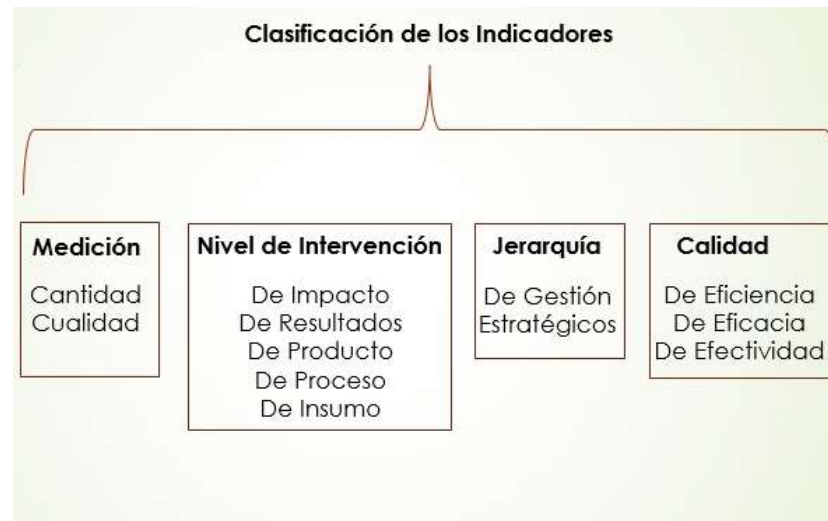 Clasificación de los Indicadores
Medición
Cantidad
Cualidad
Nivel de Intervención
De Impacto
De Resultados
De Producto
De Proceso
De Insumo
Jerarquía
De Gestión
Estratégicos
Calidad
De Eficiencia
De Eficacia
De Efectividad